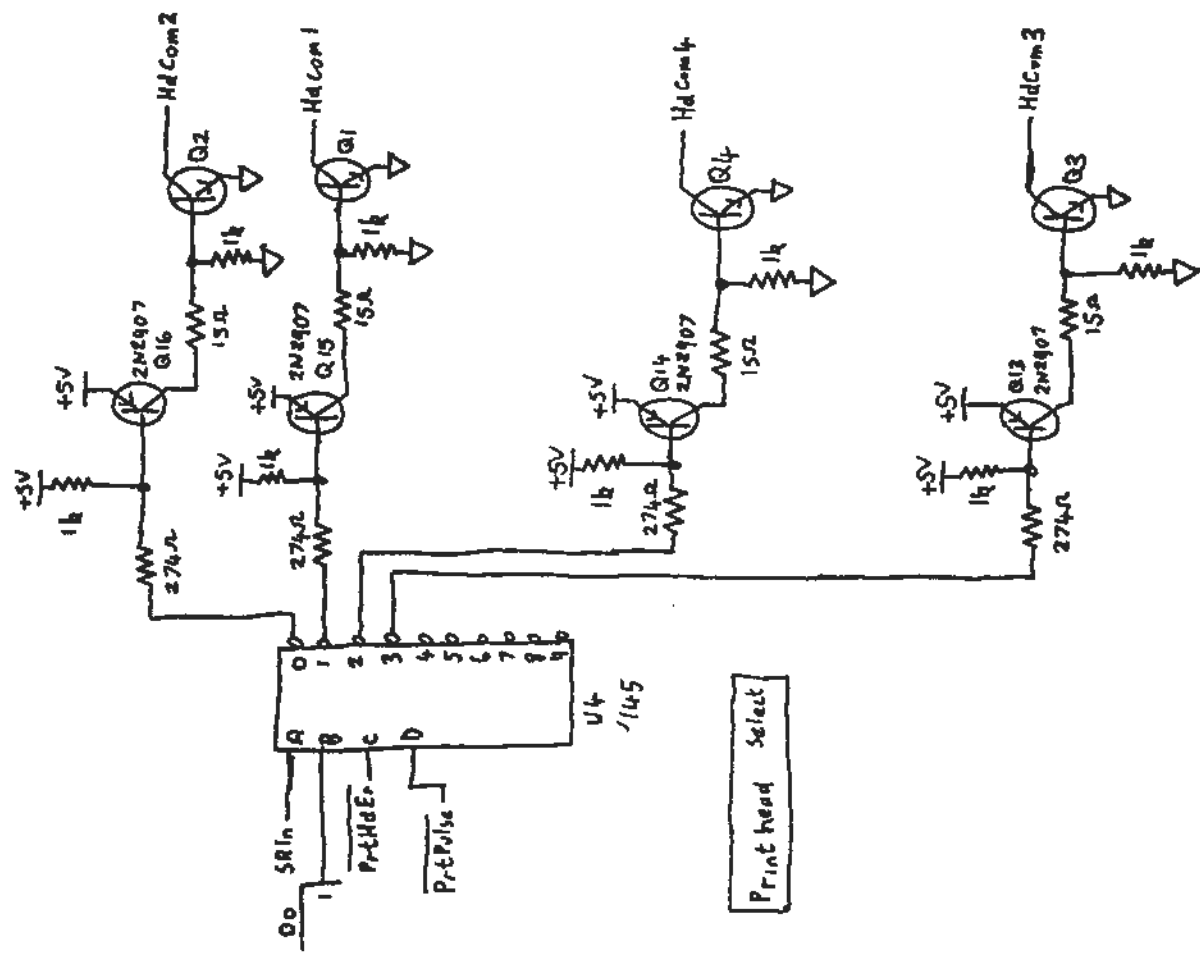 HdCom2
Q2
1k
15Ω
2N2907
Q16
+5V
+5V
1k
274Ω
HdCom1
Q1
1k
15Ω
2N2907
Q15
+5V
+5V
1k
274Ω
HdCom4
Q4
1k
15Ω
Q14
2N2907
+5V
+5V
1k
274Ω
HdCom3
Q3
1k
15Ω
Q13
2N2907
+5V
+5V
1k
274Ω
0
1
2
3
4
5
6
7
8
9
A
B
C
D
U4
'145
SRIn
D0
1
PrtHdEn
PrtPulse
Print head select